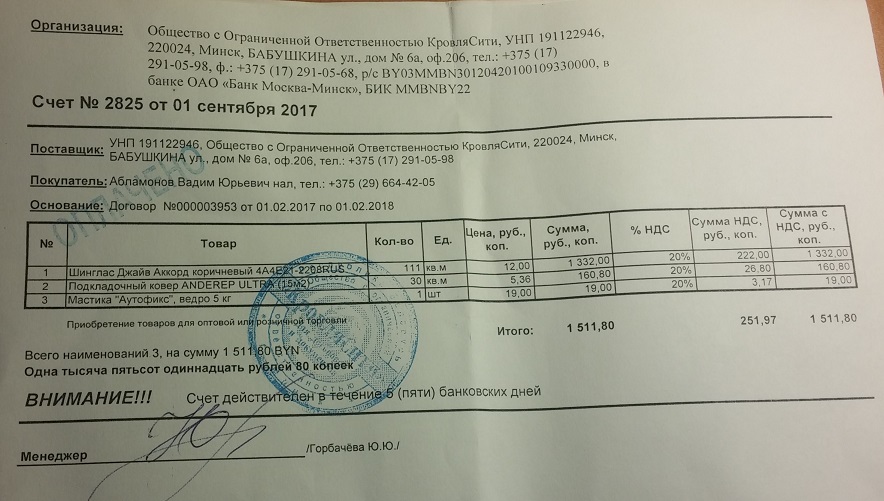 Организация: Общество с Ограниченной Ответственностью КровляСити, УНП 191122946,
220024, Минск, БАБУШКИНА ул., дом № 6а, оф.206, тел.: +375 (17)
291-05-98, ф.: +375 (17) 291-05-68, р/с BY03MMBN30120420100109330000, в
банке ОАО «Банк Москва-Минск», БИК MMBNBY22
Счет № 2825 от 01 сентября 2017
Поставщик: УНП 191122946, Общество с Ограниченной Ответственностью КровляСити, 220024, Минск,
БАБУШКИНА ул., дом № 6а, оф.206, тел.: +375 (17) 291-05-98
ОПЛАЧЕНО
Покупатель: Абламонов Вадим Юрьевич нал, тел.: +375 (29) 664-42-05
Основание: Договор №000003953 от 01.02.2017 по 01.02.2018
№ Товар Кол-во Ед. Цена, руб., коп. Сумма, руб., коп. % НДС Сумма НДС, руб., коп. Сумма с НДС, руб., коп.
1 Шинглас Джайв Аккорд коричневый 4A4E21-2208RUS 111 кв.м 12,00 1 332,00 20% 222,00 1 332,00
2 Подкладочный ковер ANDEREP ULTRA (15м2) 30 кв.м 5,36 160,80 20% 26,80 160,80
3 Мастика "Аутофикс", ведро 5 кг 1 шт 19,00 19,00 20% 3,17 19,00
Приобретение товаров для оптовой или розничной торговли
Итого: 1 511,80 251,97 1 511,80
Всего наименований 3, на сумму 1 511,80 BYN
Одна тысяча пятьсот одиннадцать рублей 80 копеек
ВНИМАНИЕ!!! Счет действителен в течение 5 (пяти) банковских дней
Менеджер /Горбачёва Ю.Ю./